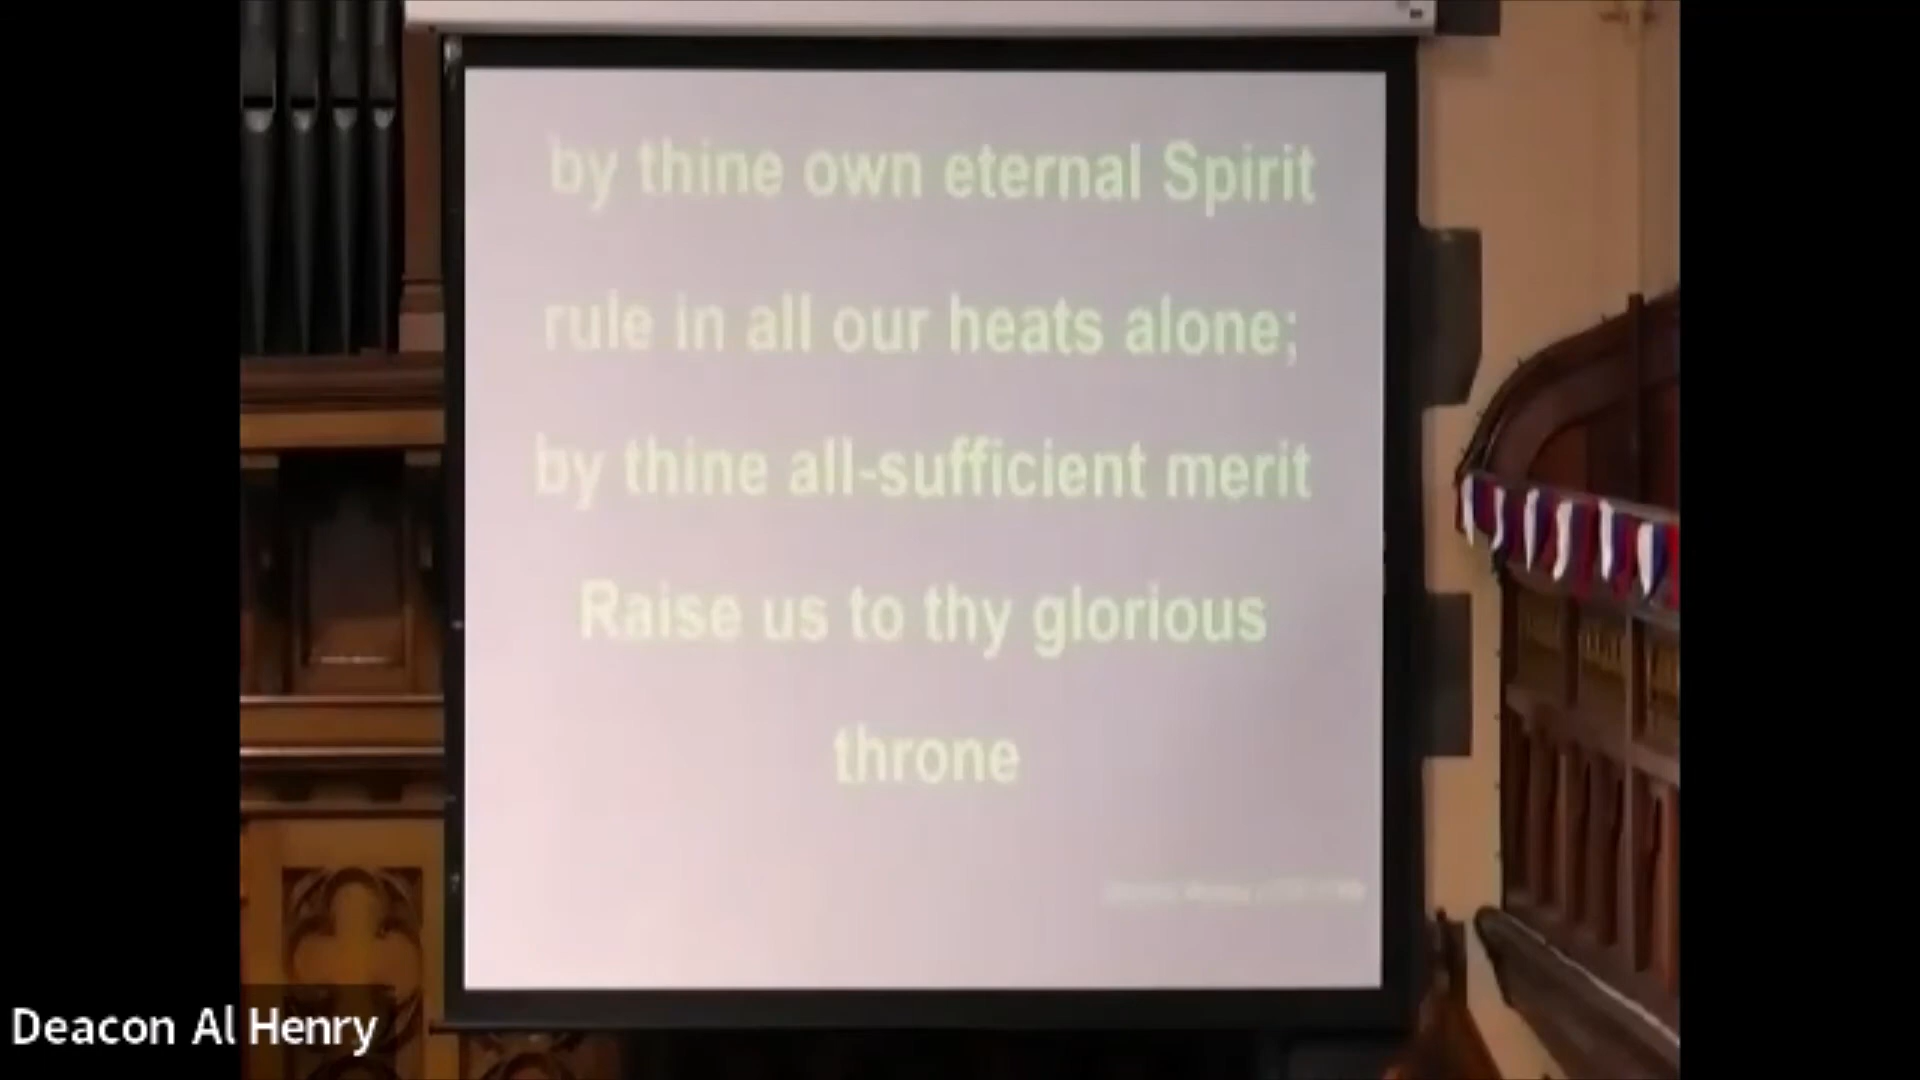 by thine own eternal Spirit
rule in all our heats alone;
by thine all-sufficient merit
Raise us to thy glorious
throne
Deacon Al Henry